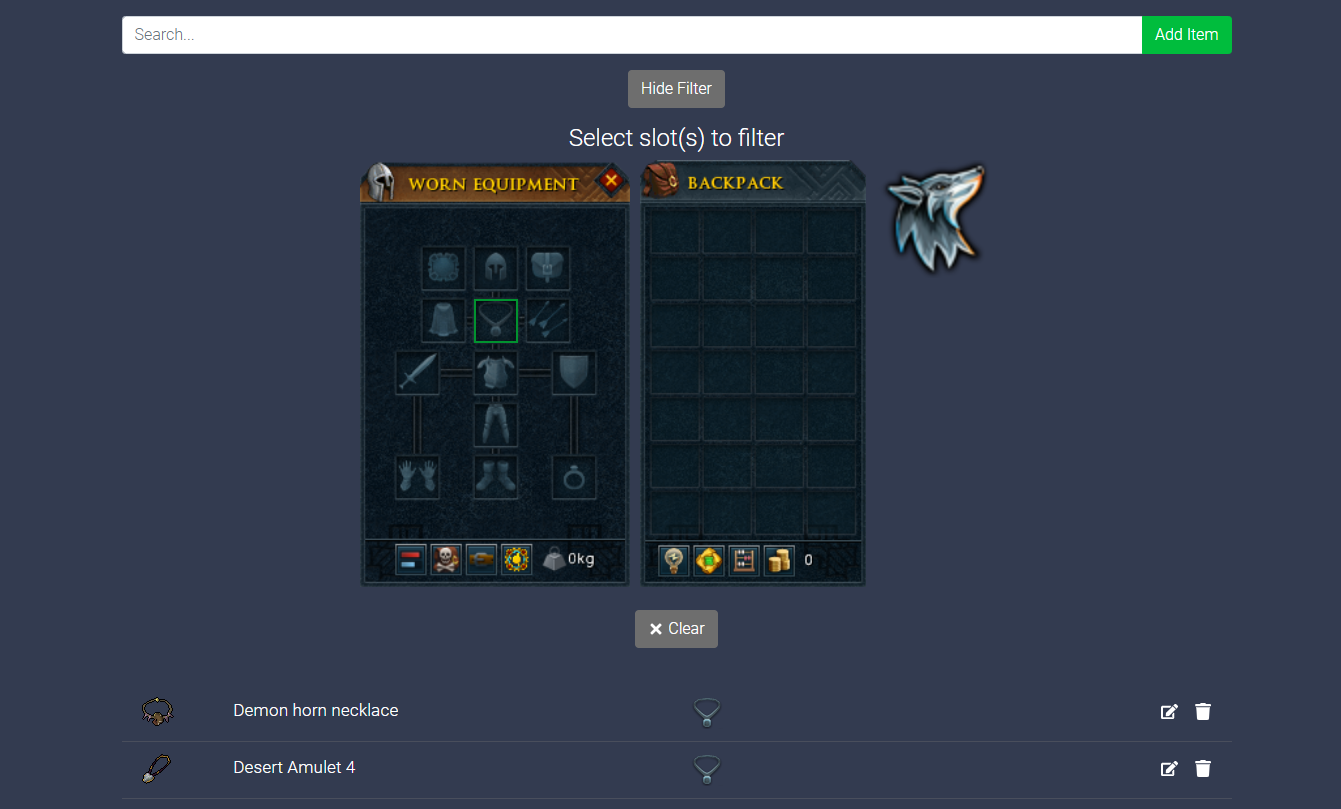 Search...
Add Item
Hide Filter
Select slot(s) to filter
WORN EQUIPMENT
BACKPACK
0kg
0
Clear
Demon horn necklace
Desert Amulet 4